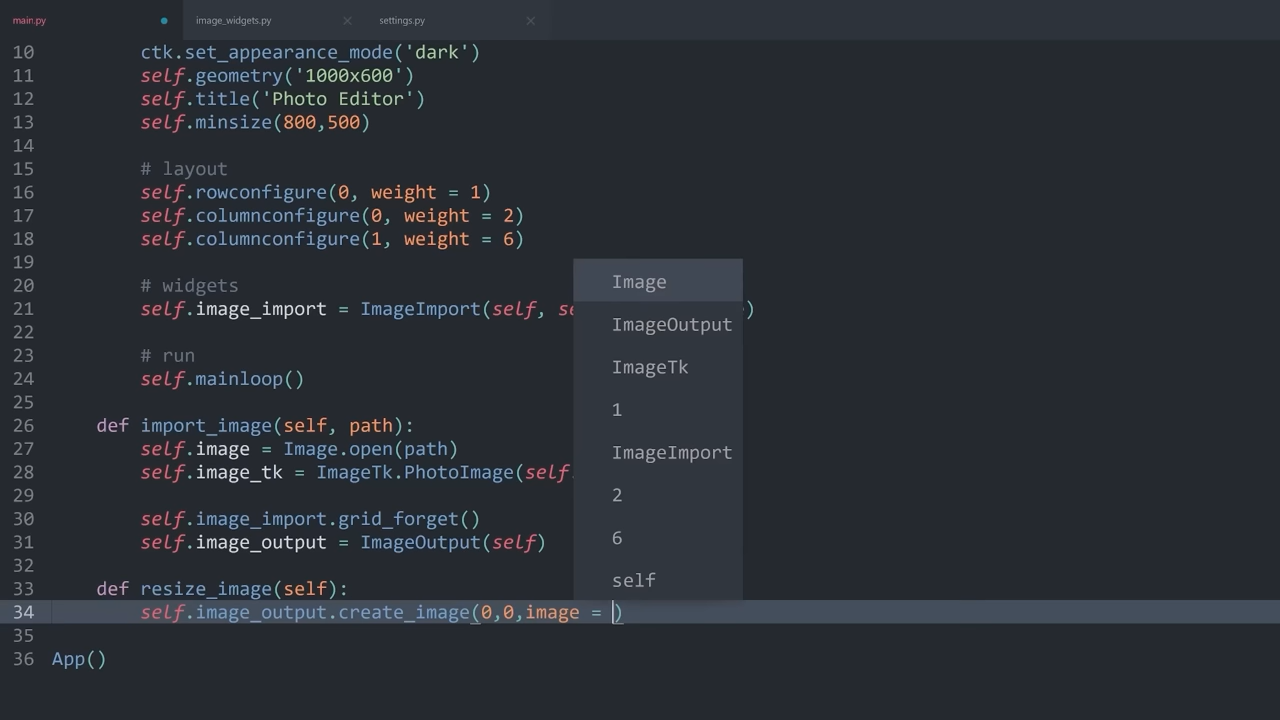 main.py image_widgets.py settings.py
10 ctk.set_appearance_mode('dark')
11 self.geometry('1000x600')
12 self.title('Photo Editor')
13 self.minsize(800,500)
14
15 # layout
16 self.rowconfigure(0, weight = 1)
17 self.columnconfigure(0, weight = 2)
18 self.columnconfigure(1, weight = 6)
19
20 # widgets
21 self.image_import = ImageImport(self, )
22
23 # run
24 self.mainloop()
25
26 def import_image(self, path):
27 self.image = Image.open(path)
28 self.image_tk = ImageTk.PhotoImage(self
29
30 self.image_import.grid_forget()
31 self.image_output = ImageOutput(self)
32
33 def resize_image(self):
34 self.image_output.create_image(0,0,image = )
35
36 App()
Image
ImageOutput
ImageTk
1
ImageImport
2
6
self